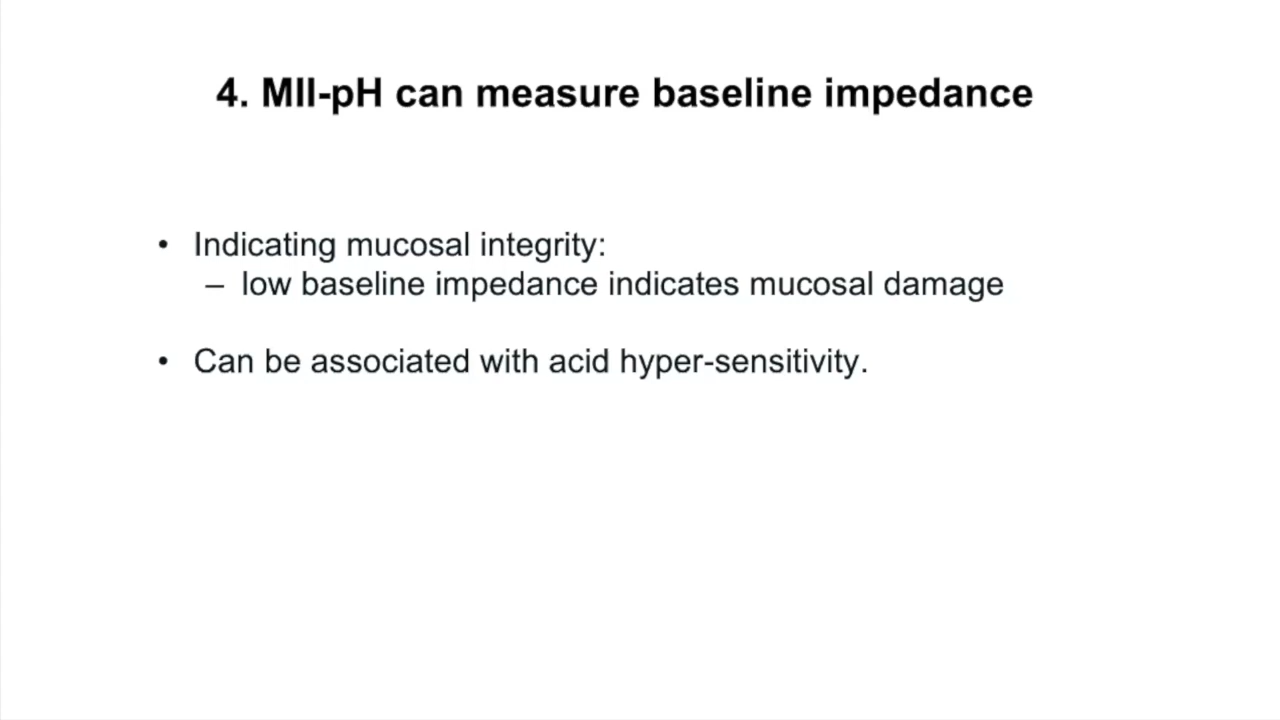 4. MII-pH can measure baseline impedance
• Indicating mucosal integrity:
– low baseline impedance indicates mucosal damage
• Can be associated with acid hyper-sensitivity.